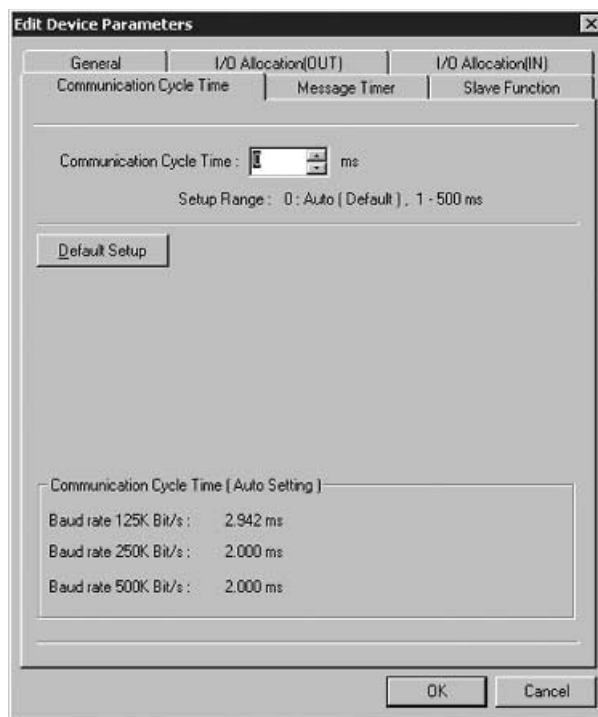 Edit Device Parameters
General I/O Allocation(OUT) I/O Allocation(IN)
Communication Cycle Time Message Timer Slave Function
Communication Cycle Time : 0 ms
Setup Range : 0 : Auto ( Default ) , 1 - 500 ms
Default Setup
Communication Cycle Time ( Auto Setting )
Baud rate 125K Bit/s : 2.942 ms
Baud rate 250K Bit/s : 2.000 ms
Baud rate 500K Bit/s : 2.000 ms
OK Cancel